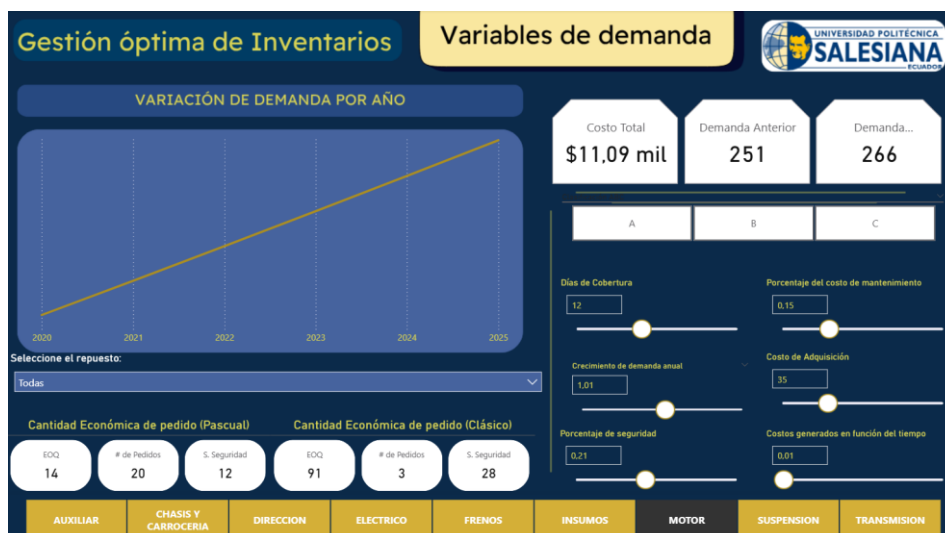 Gestión óptima de Inventarios
Variables de demanda
UNIVERSIDAD POLITÉCNICA
SALESIANA
ECUADOR
VARIACIÓN DE DEMANDA POR AÑO
2020
2021
2022
2023
2024
2025
Costo Total
$11,09 mil
Demanda Anterior
251
Demanda...
266
A
B
C
Días de Cobertura
12
Porcentaje del costo de mantenimiento
0,15
Crecimiento de demanda anual
1,01
Costo de Adquisición
35
Porcentaje de seguridad
0,21
Costos generados en función del tiempo
0,01
Seleccione el repuesto:
Todas
Cantidad Económica de pedido (Pascual)
EOQ
14
# de Pedidos
20
S. Seguridad
12
Cantidad Económica de pedido (Clásico)
EOQ
91
# de Pedidos
3
S. Seguridad
28
AUXILIAR
CHASIS Y
CARROCERIA
DIRECCION
ELECTRICO
FRENOS
INSUMOS
MOTOR
SUSPENSION
TRANSMISION